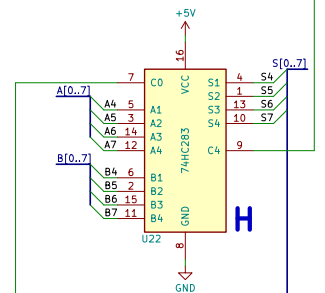 +5V
16
VCC
S[0..7]
7 C0 S1 4 S4
A[0..7] S2 1 S5
A4 5 A1 S3 13 S6
A5 3 A2 S4 10 S7
A6 14 A3
A7 12 A4 C4 9
74HC283
B[0..7]
B4 6 B1
B5 2 B2
B6 15 B3
B7 11 B4
GND
H
U22
8
GND